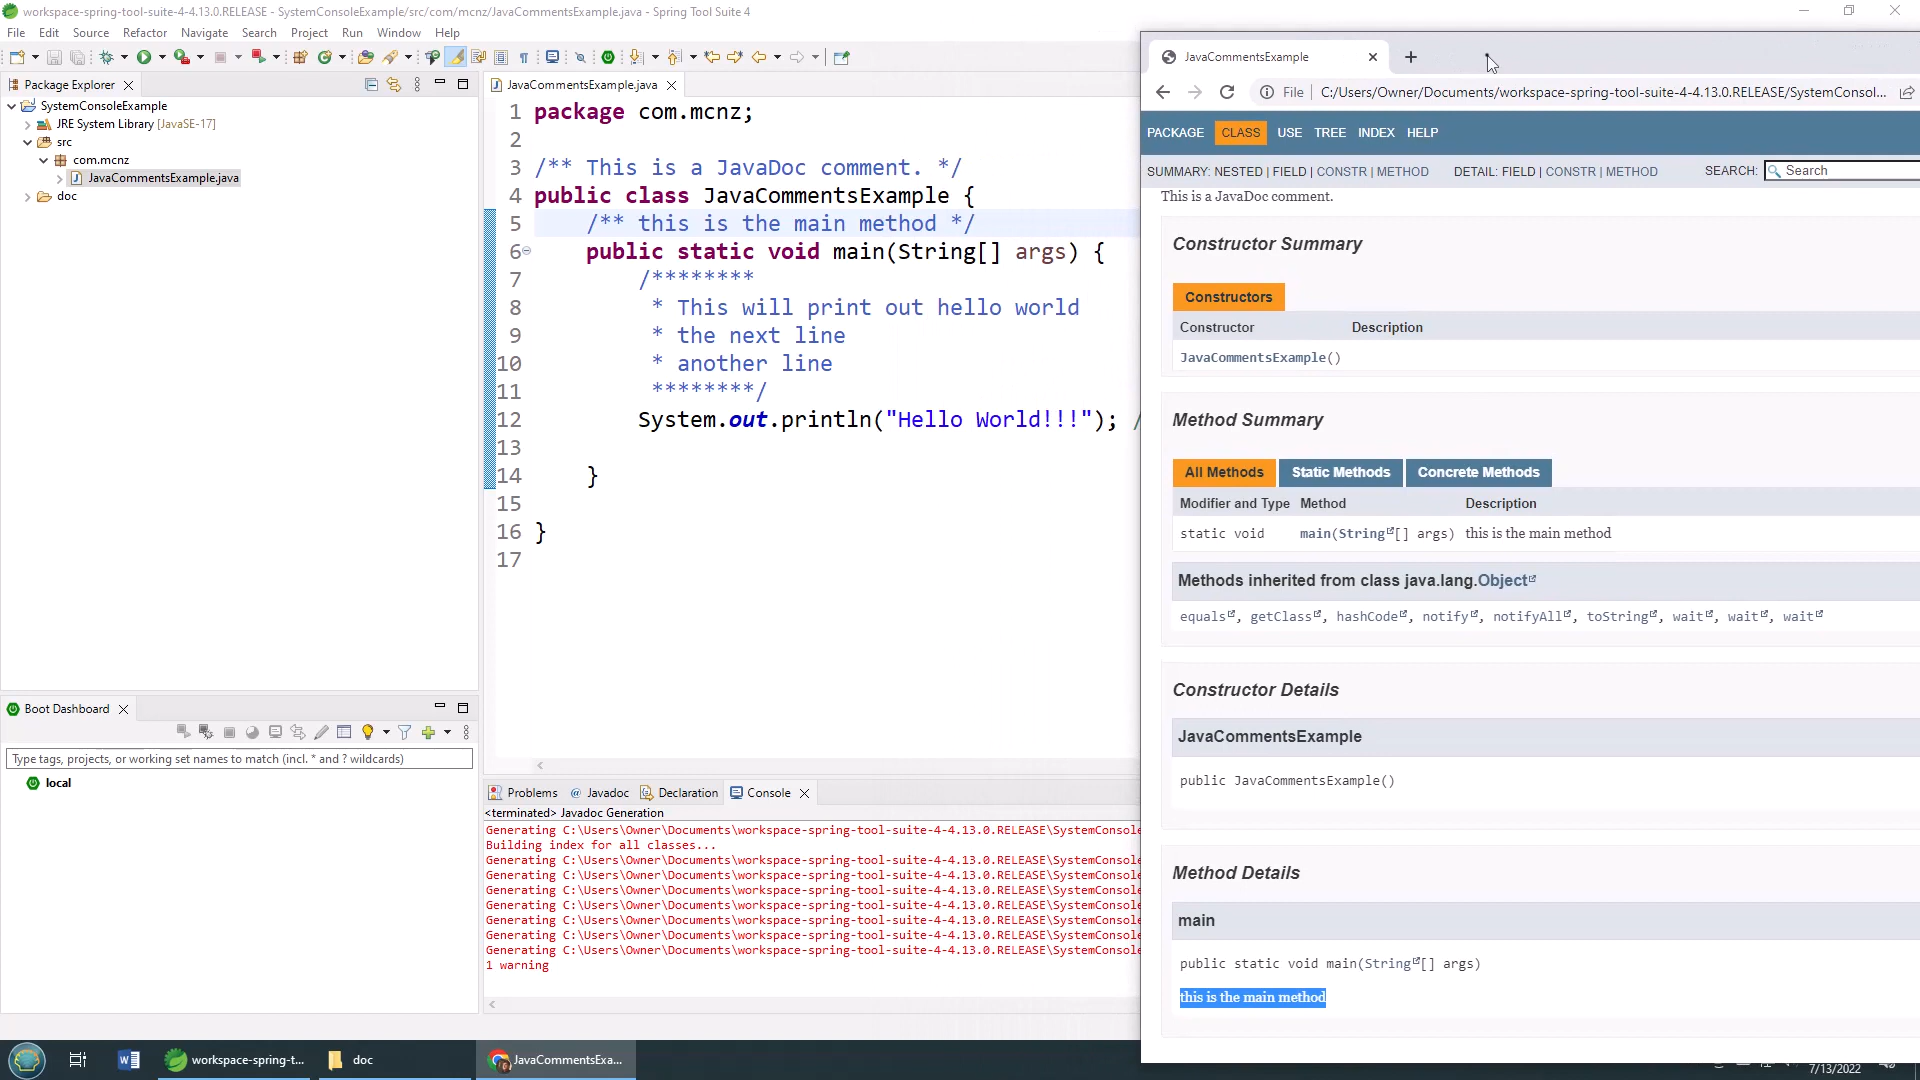 workspace-spring-tool-suite-4-4.13.0.RELEASE - SystemConsoleExample/src/com/mcnz/JavaCommentsExample.java - Spring Tool Suite 4
File Edit Source Refactor Navigate Search Project Run Window Help
Package Explorer
SystemConsoleExample
JRE System Library [JavaSE-17]
src
com.mcnz
JavaCommentsExample.java
doc
Boot Dashboard
Type tags, projects, or working set names to match (incl. * and ? wildcards)
local
JavaCommentsExample.java
1 package com.mcnz;
2
3 /** This is a JavaDoc comment. */
4 public class JavaCommentsExample {
5 /** this is the main method */
6 public static void main(String[] args) {
7 /********
8 * This will print out hello world
9 * the next line
10 * another line
11 ********/
12 System.out.println("Hello World!!!"); /
13
14 }
15
16 }
17
Problems @ Javadoc Declaration Console
<terminated> Javadoc Generation
Generating C:\Users\Owner\Documents\workspace-spring-tool-suite-4-4.13.0.RELEASE\SystemConsole
Building index for all classes...
Generating C:\Users\Owner\Documents\workspace-spring-tool-suite-4-4.13.0.RELEASE\SystemConsole
Generating C:\Users\Owner\Documents\workspace-spring-tool-suite-4-4.13.0.RELEASE\SystemConsole
Generating C:\Users\Owner\Documents\workspace-spring-tool-suite-4-4.13.0.RELEASE\SystemConsole
Generating C:\Users\Owner\Documents\workspace-spring-tool-suite-4-4.13.0.RELEASE\SystemConsole
Generating C:\Users\Owner\Documents\workspace-spring-tool-suite-4-4.13.0.RELEASE\SystemConsole
Generating C:\Users\Owner\Documents\workspace-spring-tool-suite-4-4.13.0.RELEASE\SystemConsole
Generating C:\Users\Owner\Documents\workspace-spring-tool-suite-4-4.13.0.RELEASE\SystemConsole
1 warning
JavaCommentsExample
File C:/Users/Owner/Documents/workspace-spring-tool-suite-4-4.13.0.RELEASE/SystemConsol...
PACKAGE CLASS USE TREE INDEX HELP
SUMMARY: NESTED | FIELD | CONSTR | METHOD DETAIL: FIELD | CONSTR | METHOD SEARCH: Search
This is a JavaDoc comment.
Constructor Summary
Constructors
Constructor Description
JavaCommentsExample()
Method Summary
All Methods Static Methods Concrete Methods
Modifier and Type Method Description
static void main(String[] args) this is the main method
Methods inherited from class java.lang.Object
equals, getClass, hashCode, notify, notifyAll, toString, wait, wait, wait
Constructor Details
JavaCommentsExample
public JavaCommentsExample()
Method Details
main
public static void main(String[] args)
this is the main method
workspace-spring-t... doc JavaCommentsExa...
7/13/2022